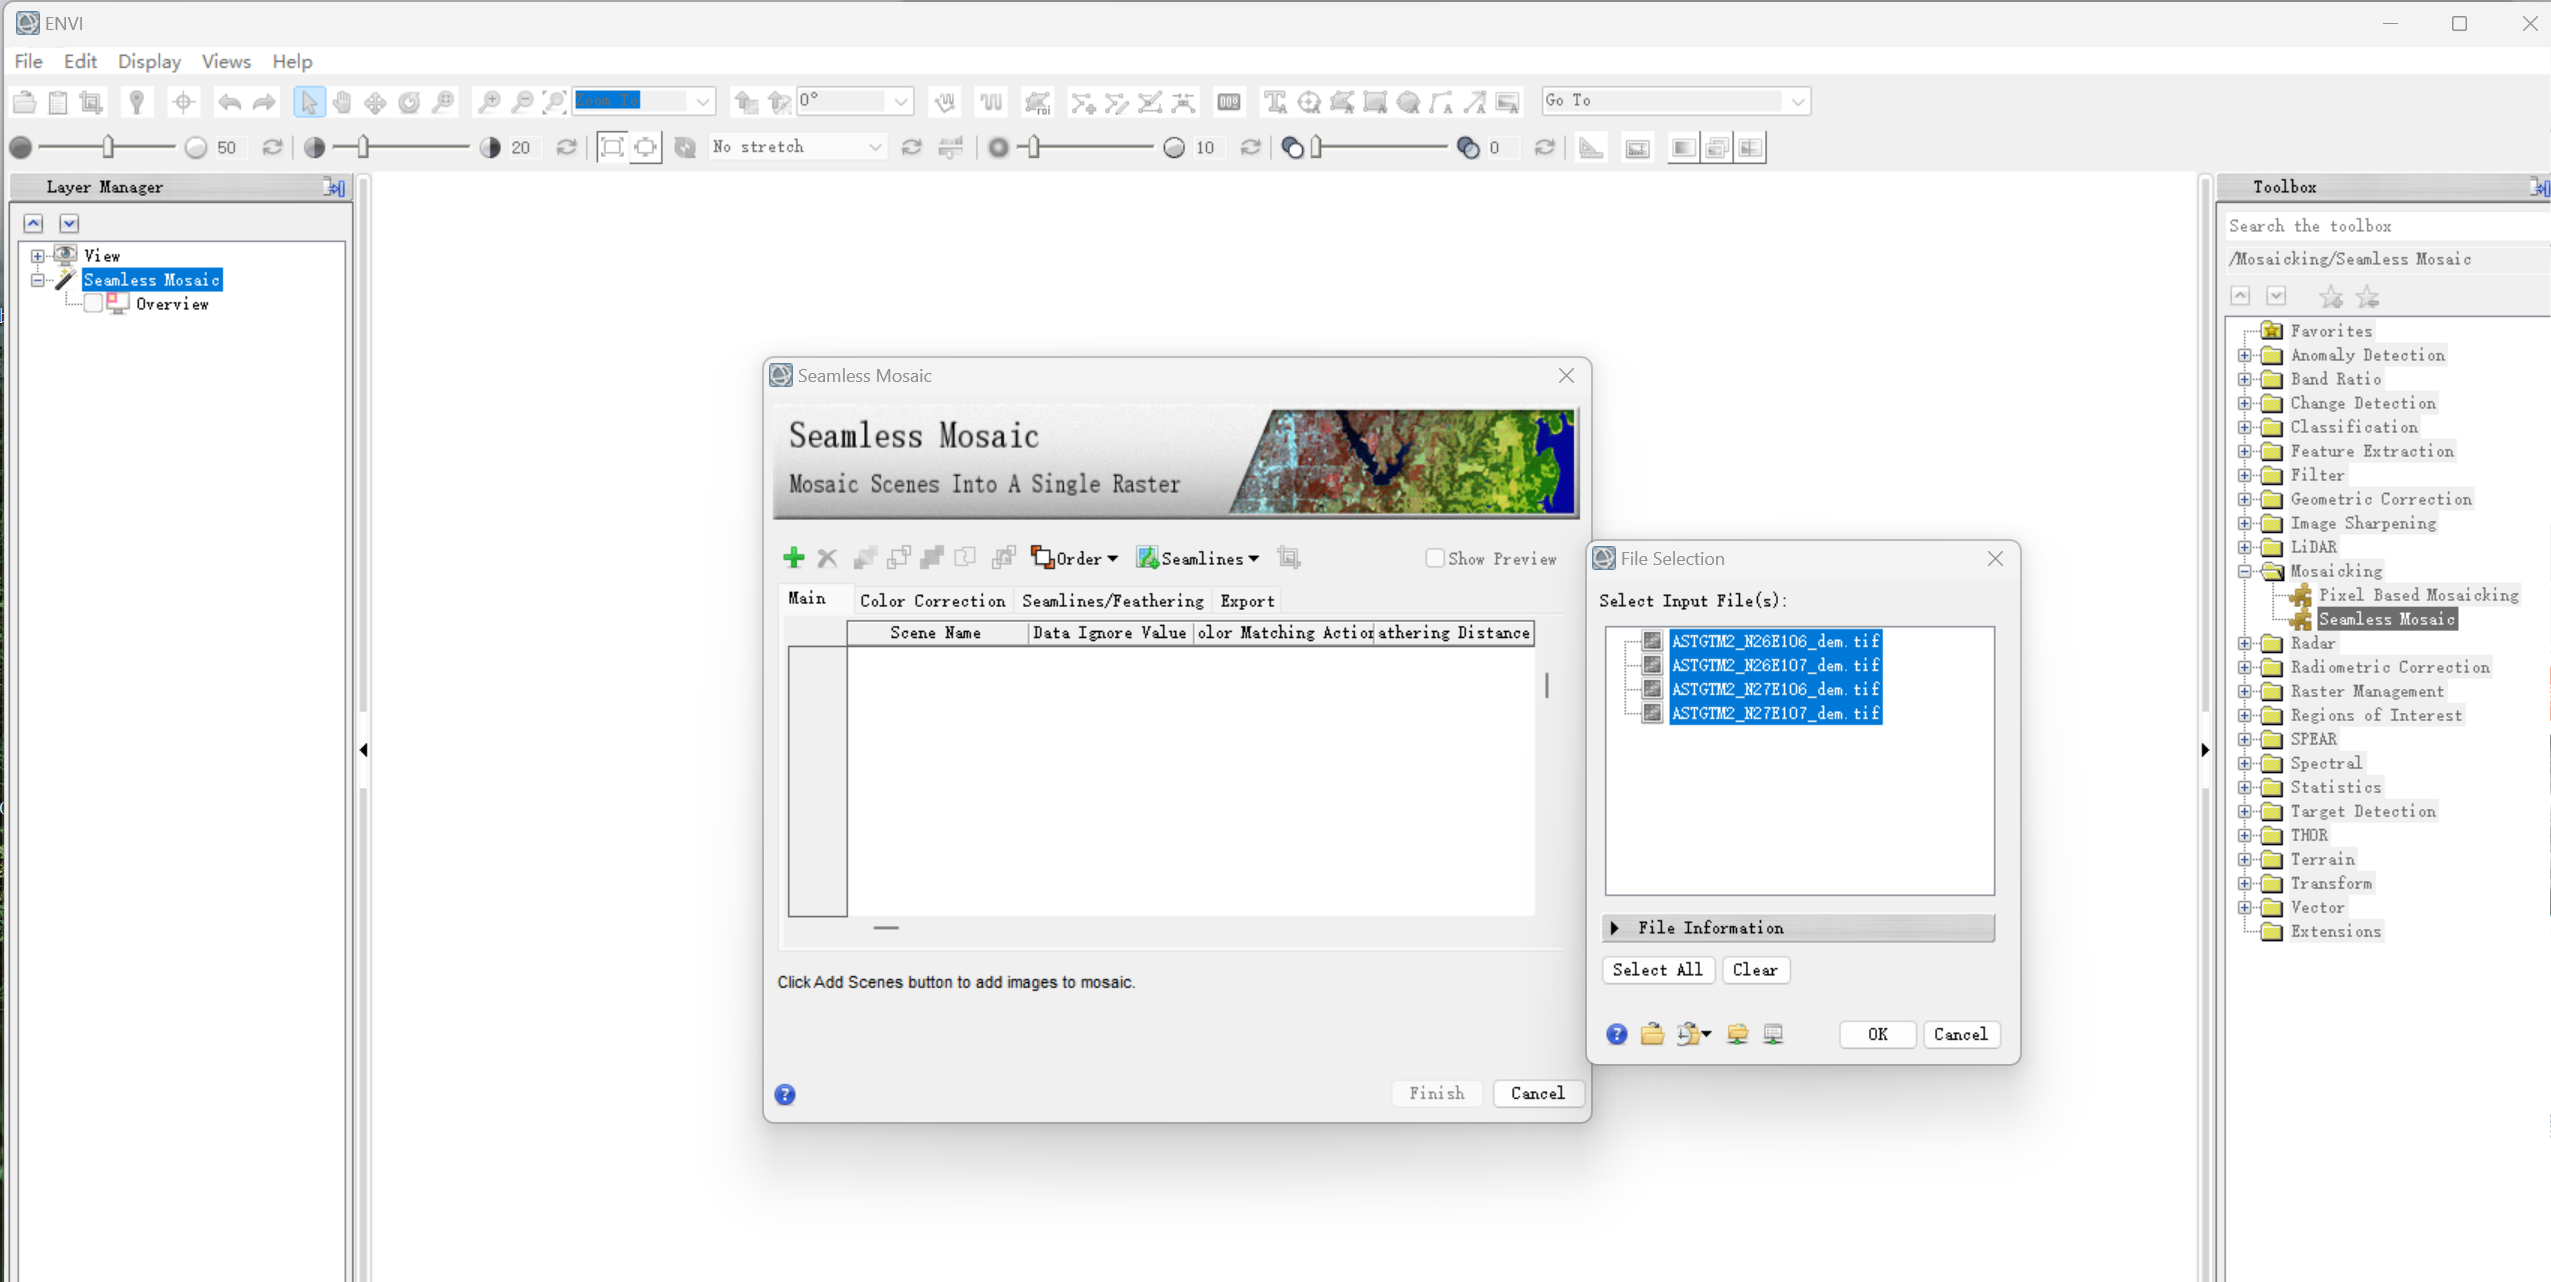 ENVI
File Edit Display Views Help
Zoom To 0° Go To
50 20 No stretch 10 0
Layer Manager
View
Seamless Mosaic
Overview
Seamless Mosaic
Seamless Mosaic
Mosaic Scenes Into A Single Raster
Order Seamlines Show Preview
Main Color Correction Seamlines/Feathering Export
Scene Name Data Ignore Value olor Matching Action athering Distance
Click Add Scenes button to add images to mosaic.
Finish Cancel
File Selection
Select Input File(s):
ASTGTM2_N26E106_dem.tif
ASTGTM2_N26E107_dem.tif
ASTGTM2_N27E106_dem.tif
ASTGTM2_N27E107_dem.tif
File Information
Select All Clear
OK Cancel
Toolbox
Search the toolbox
/Mosaicking/Seamless Mosaic
Favorites
Anomaly Detection
Band Ratio
Change Detection
Classification
Feature Extraction
Filter
Geometric Correction
Image Sharpening
LiDAR
Mosaicking
Pixel Based Mosaicking
Seamless Mosaic
Radar
Radiometric Correction
Raster Management
Regions of Interest
SPEAR
Spectral
Statistics
Target Detection
THOR
Terrain
Transform
Vector
Extensions